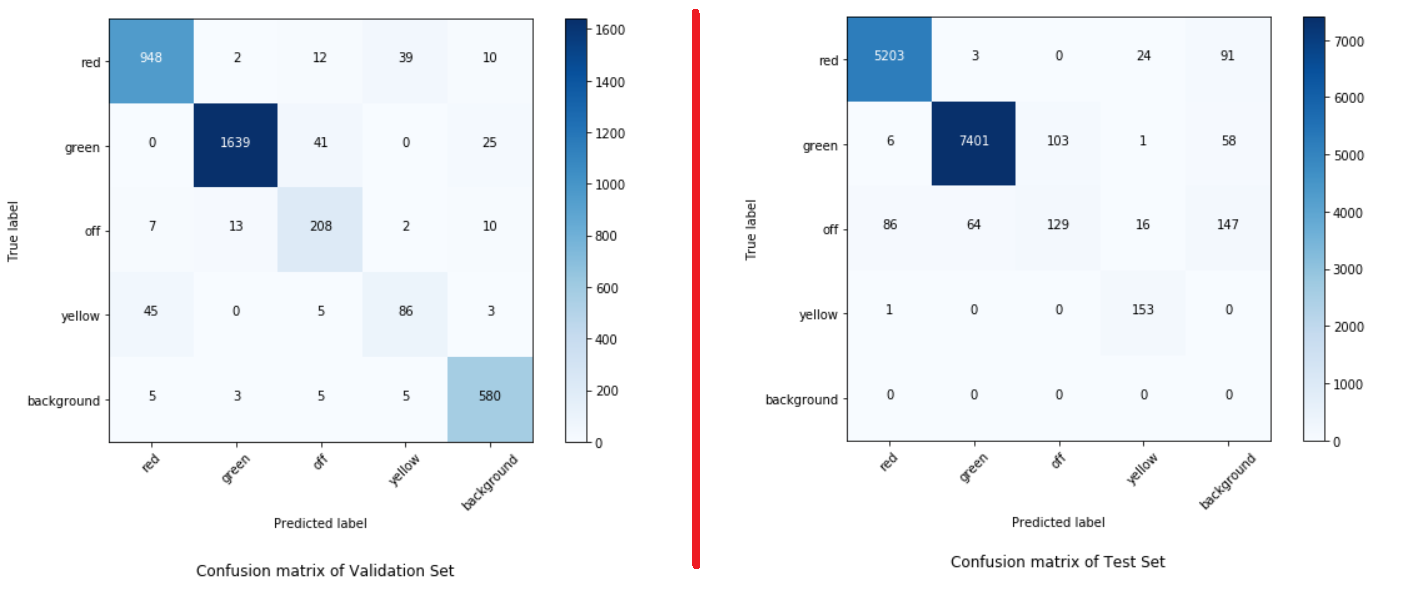 red 948 2 12 39 10
green 0 1639 41 0 25
off 7 13 208 2 10
yellow 45 0 5 86 3
background 5 3 5 5 580
red green off yellow background
True label
Predicted label
1600
1400
1200
1000
800
600
400
200
0
Confusion matrix of Validation Set
red 5203 3 0 24 91
green 6 7401 103 1 58
off 86 64 129 16 147
yellow 1 0 0 153 0
background 0 0 0 0 0
red green off yellow background
True label
Predicted label
7000
6000
5000
4000
3000
2000
1000
0
Confusion matrix of Test Set